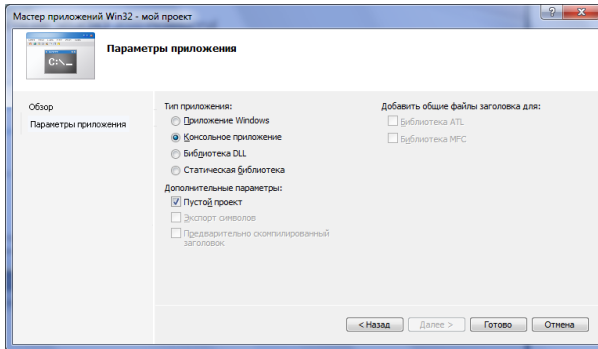 Мастер приложений Win32 - мой проект
C:\_
Параметры приложения
Обзор
Параметры приложения
Тип приложения:
Приложение Windows
Консольное приложение
Библиотека DLL
Статическая библиотека
Дополнительные параметры:
Пустой проект
Экспорт символов
Предварительно скомпилированный
заголовок
Добавить общие файлы заголовка для:
Библиотека ATL
Библиотека MFC
< Назад
Далее >
Готово
Отмена